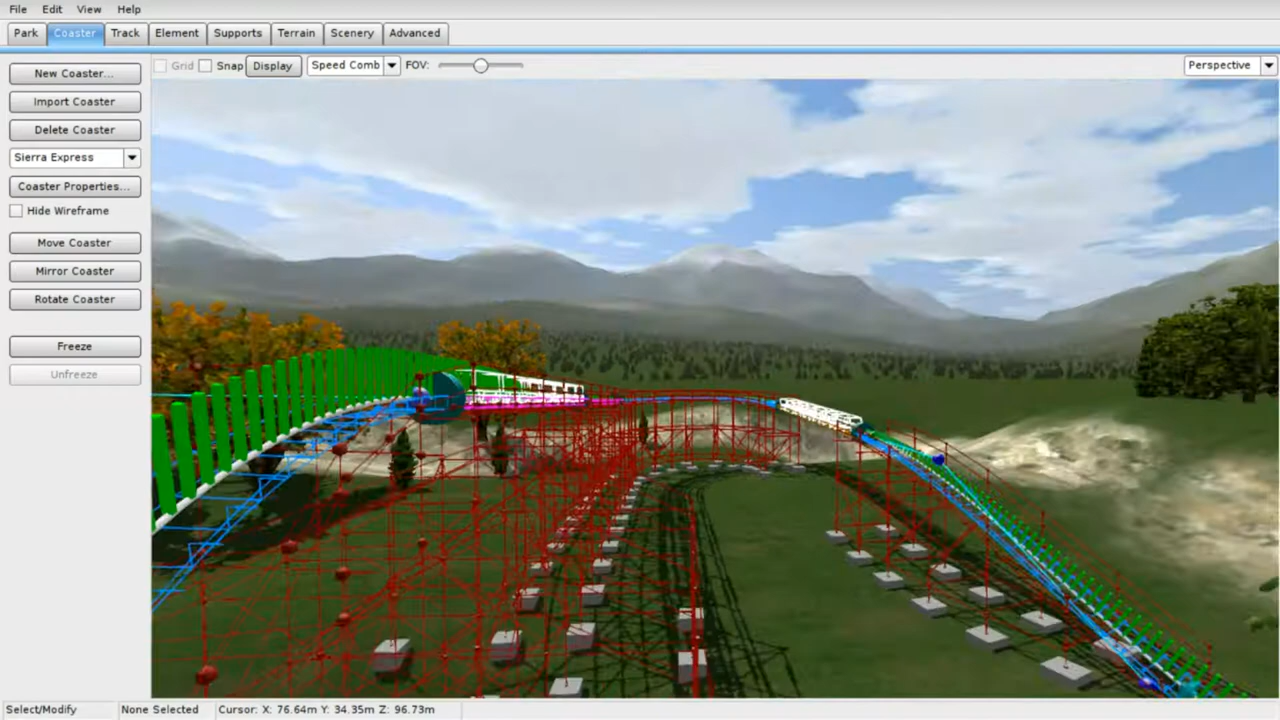 File Edit View Help
Park Coaster Track Element Supports Terrain Scenery Advanced
Grid Snap Display Speed Comb FOV: Perspective
New Coaster...
Import Coaster
Delete Coaster
Sierra Express
Coaster Properties...
Hide Wireframe
Move Coaster
Mirror Coaster
Rotate Coaster
Freeze
Unfreeze
Select/Modify None Selected Cursor: X: 76.64m Y: 34.35m Z: 96.73m